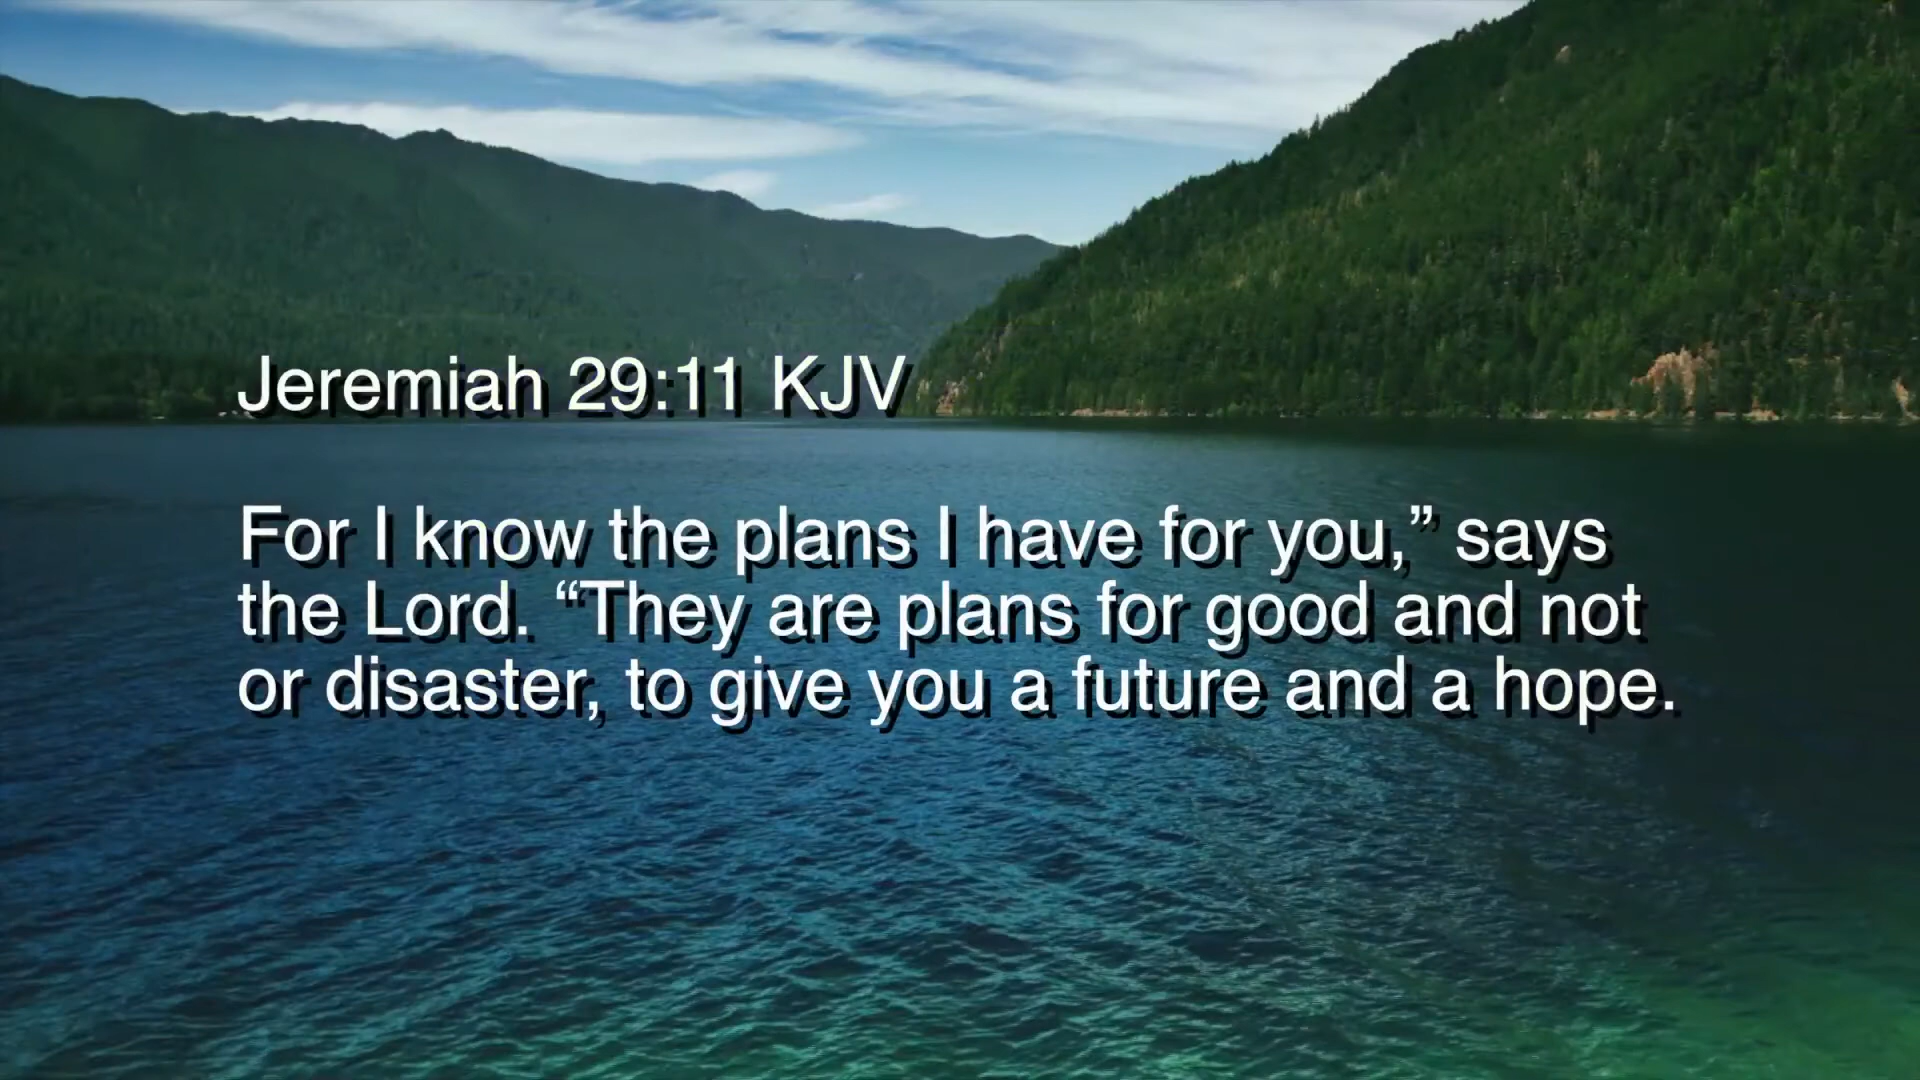 Jeremiah 29:11 KJV
For I know the plans I have for you,” says
the Lord. “They are plans for good and not
or disaster, to give you a future and a hope.